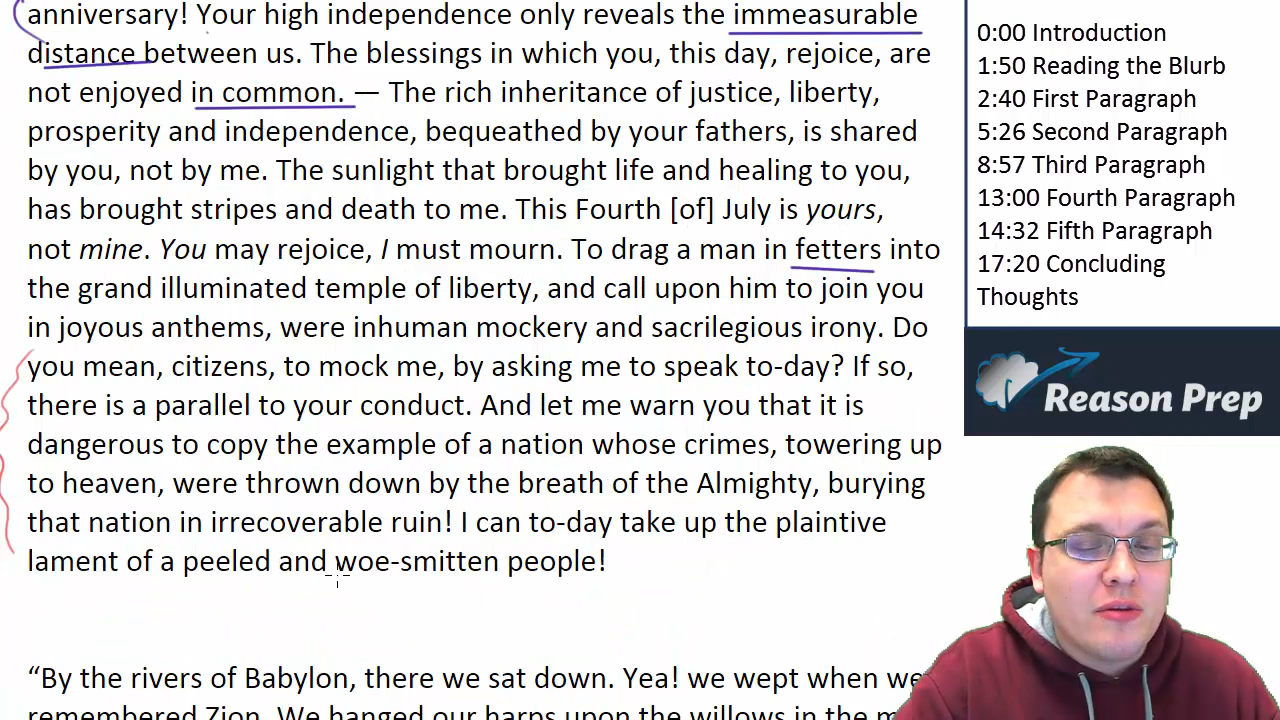 anniversary! Your high independence only reveals the immeasurable
distance between us. The blessings in which you, this day, rejoice, are
not enjoyed in common. — The rich inheritance of justice, liberty,
prosperity and independence, bequeathed by your fathers, is shared
by you, not by me. The sunlight that brought life and healing to you,
has brought stripes and death to me. This Fourth [of] July is yours,
not mine. You may rejoice, I must mourn. To drag a man in fetters into
the grand illuminated temple of liberty, and call upon him to join you
in joyous anthems, were inhuman mockery and sacrilegious irony. Do
you mean, citizens, to mock me, by asking me to speak to-day? If so,
there is a parallel to your conduct. And let me warn you that it is
dangerous to copy the example of a nation whose crimes, towering up
to heaven, were thrown down by the breath of the Almighty, burying
that nation in irrecoverable ruin! I can to-day take up the plaintive
lament of a peeled and woe-smitten people!
“By the rivers of Babylon, there we sat down. Yea! we wept when we
remembered Zion. We hanged our harps upon the willows in the
0:00 Introduction
1:50 Reading the Blurb
2:40 First Paragraph
5:26 Second Paragraph
8:57 Third Paragraph
13:00 Fourth Paragraph
14:32 Fifth Paragraph
17:20 Concluding
Thoughts
Reason Prep